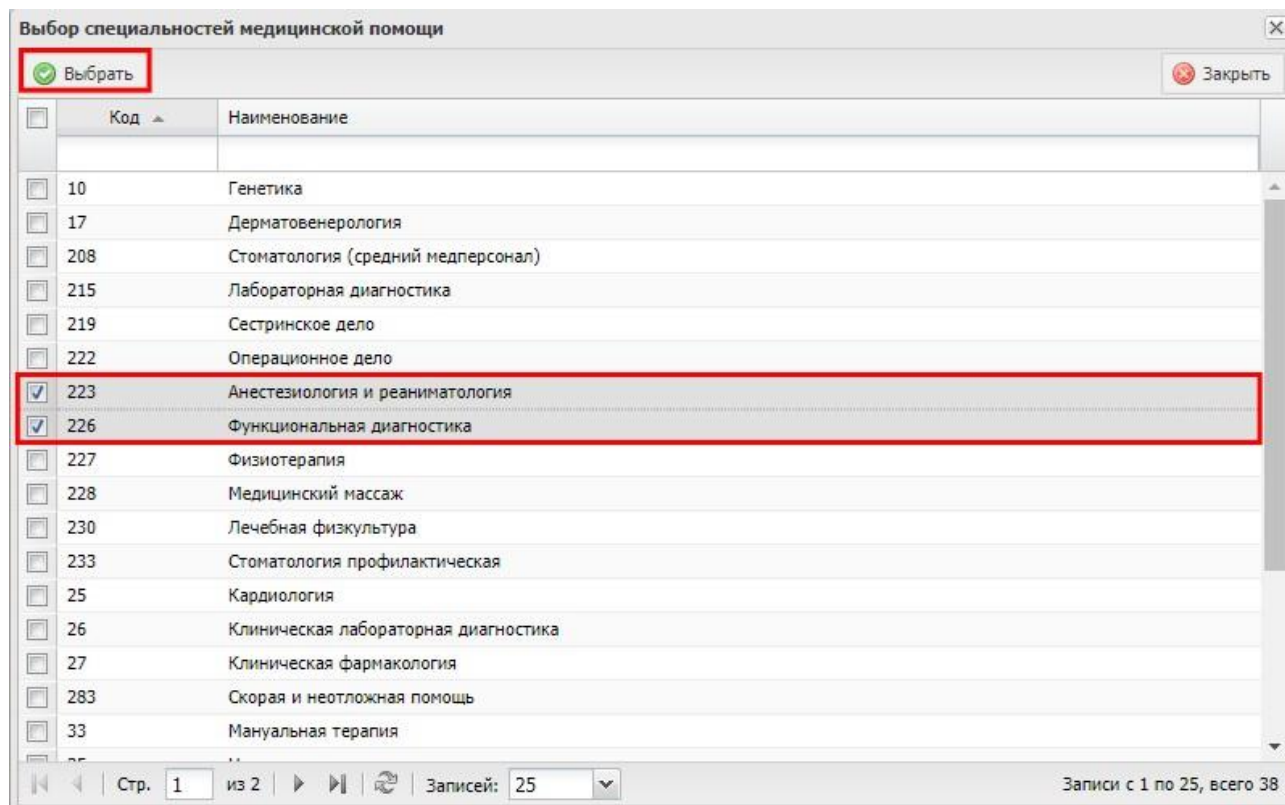 Выбор специальностей медицинской помощи
Выбрать Закрыть
Код Наименование
10 Генетика
17 Дерматовенерология
208 Стоматология (средний медперсонал)
215 Лабораторная диагностика
219 Сестринское дело
222 Операционное дело
223 Анестезиология и реаниматология
226 Функциональная диагностика
227 Физиотерапия
228 Медицинский массаж
230 Лечебная физкультура
233 Стоматология профилактическая
25 Кардиология
26 Клиническая лабораторная диагностика
27 Клиническая фармакология
283 Скорая и неотложная помощь
33 Мануальная терапия
Стр. 1 из 2 Записей: 25 Записи с 1 по 25, всего 38